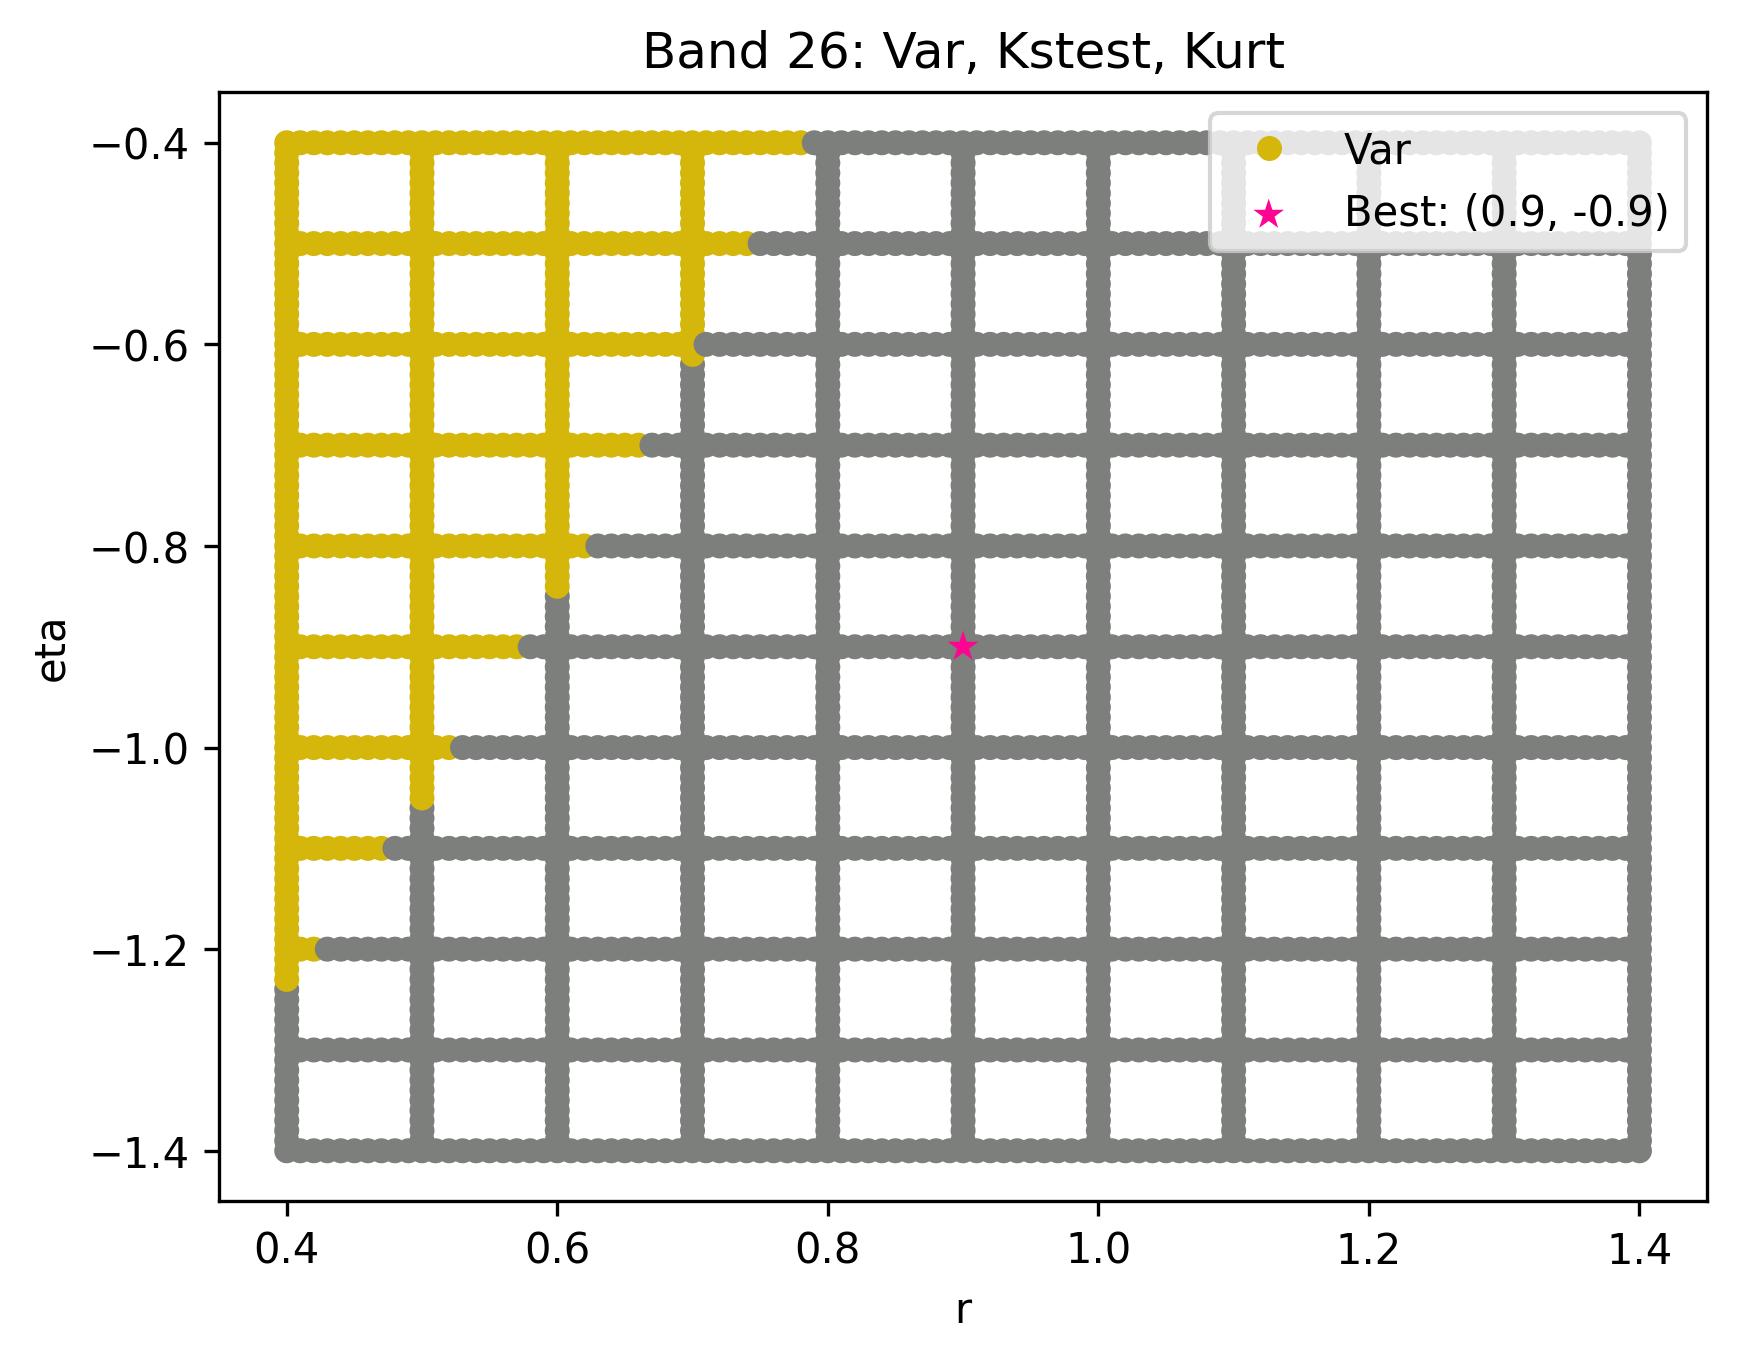 Band 26: Var, Kstest, Kurt
Var
Best: (0.9, -0.9)
−0.4
−0.6
−0.8
−1.0
−1.2
−1.4
eta
0.4 0.6 0.8 1.0 1.2 1.4
r